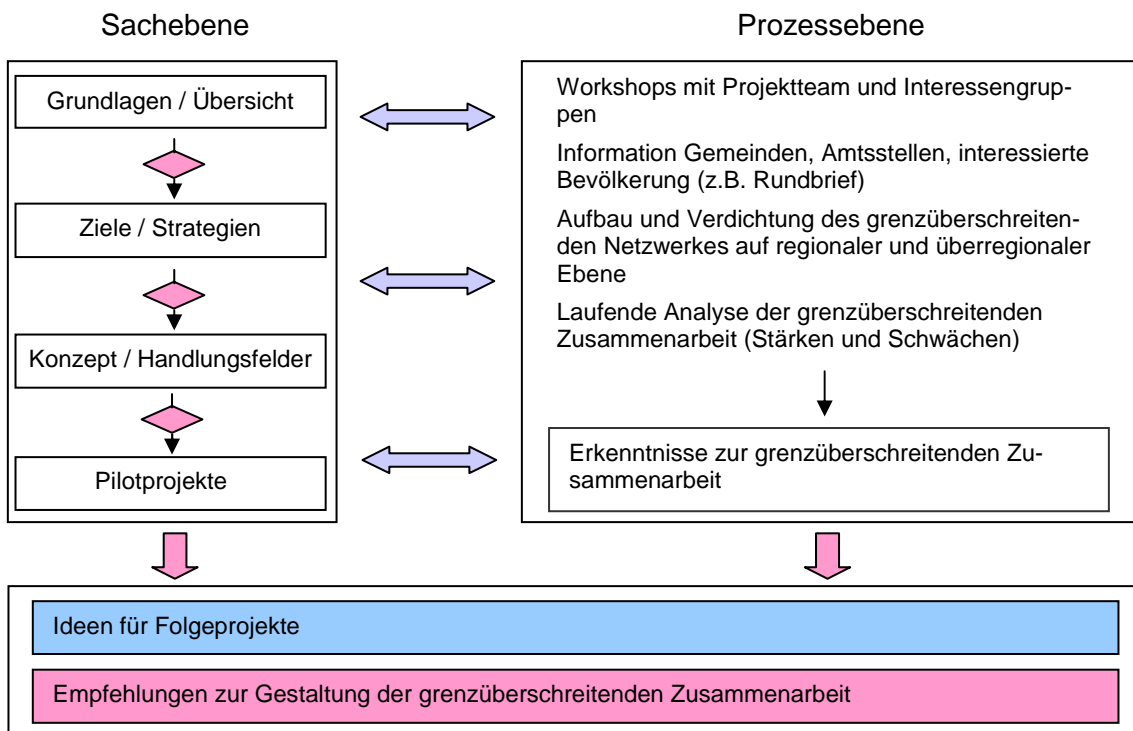 Sachebene
Grundlagen / Übersicht
Ziele / Strategien
Konzept / Handlungsfelder
Pilotprojekte
Prozessebene
Workshops mit Projektteam und Interessengrup-
pen
Information Gemeinden, Amtsstellen, interessierte
Bevölkerung (z.B. Rundbrief)
Aufbau und Verdichtung des grenzüberschreiten-
den Netzwerkes auf regionaler und überregionaler
Ebene
Laufende Analyse der grenzüberschreitenden
Zusammenarbeit (Stärken und Schwächen)
Erkenntnisse zur grenzüberschreitenden Zu-
sammenarbeit
Ideen für Folgeprojekte
Empfehlungen zur Gestaltung der grenzüberschreitenden Zusammenarbeit